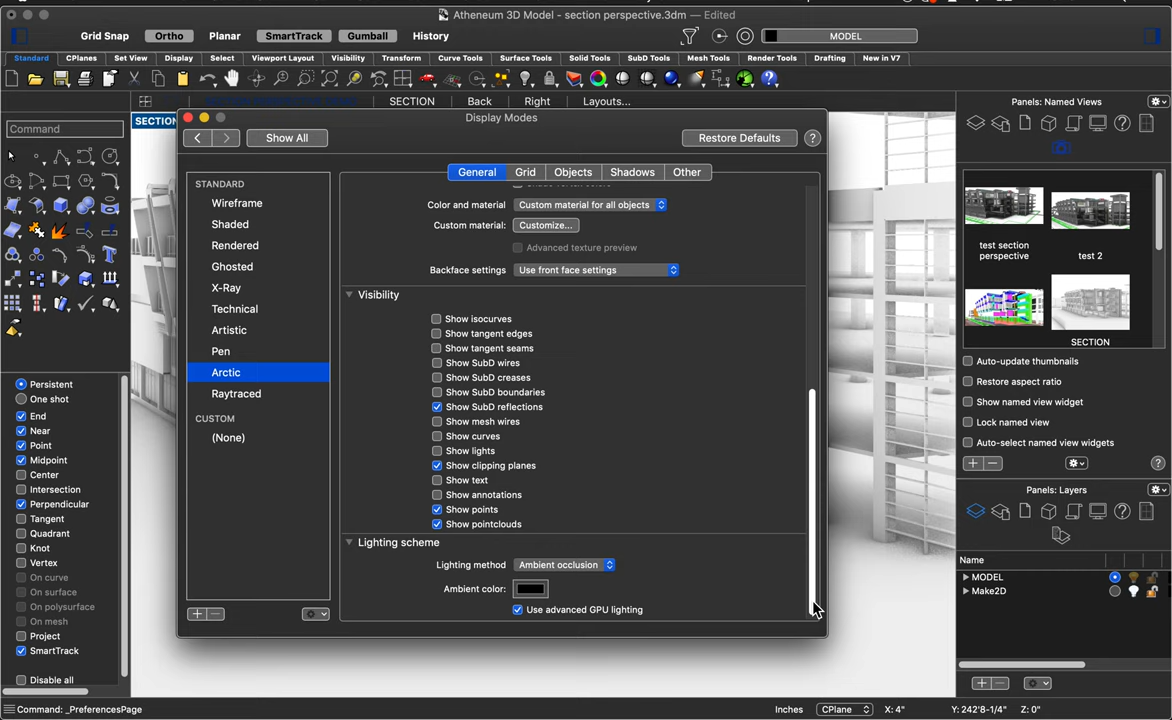 Atheneum 3D Model - section perspective.3dm — Edited
Grid Snap Ortho Planar SmartTrack Gumball History MODEL
Standard CPlanes Set View Display Select Viewport Layout Visibility Transform Curve Tools Surface Tools Solid Tools SubD Tools Mesh Tools Render Tools Drafting New in V7
SECTION Back Right Layouts...
Command
SECTION
Display Modes
Show All
Restore Defaults
?
General Grid Objects Shadows Other
STANDARD
Wireframe
Shaded
Rendered
Ghosted
X-Ray
Technical
Artistic
Pen
Arctic
Raytraced
CUSTOM
(None)
Color and material Custom material for all objects
Custom material: Customize...
Advanced texture preview
Backface settings Use front face settings
Visibility
Show isocurves
Show tangent edges
Show tangent seams
Show SubD wires
Show SubD creases
Show SubD boundaries
Show SubD reflections
Show mesh wires
Show curves
Show lights
Show clipping planes
Show text
Show annotations
Show points
Show pointclouds
Lighting scheme
Lighting method Ambient occlusion
Ambient color:
Use advanced GPU lighting
Persistent
One shot
End
Near
Point
Midpoint
Center
Intersection
Perpendicular
Tangent
Quadrant
Knot
Vertex
On curve
On surface
On polysurface
On mesh
Project
SmartTrack
Disable all
Panels: Named Views
test section
perspective
test 2
SECTION
Auto-update thumbnails
Restore aspect ratio
Show named view widget
Lock named view
Auto-select named view widgets
Panels: Layers
Name
MODEL
Make2D
Command: _PreferencesPage
Inches CPlane X: 4" Y: 242'8-1/4" Z: 0"